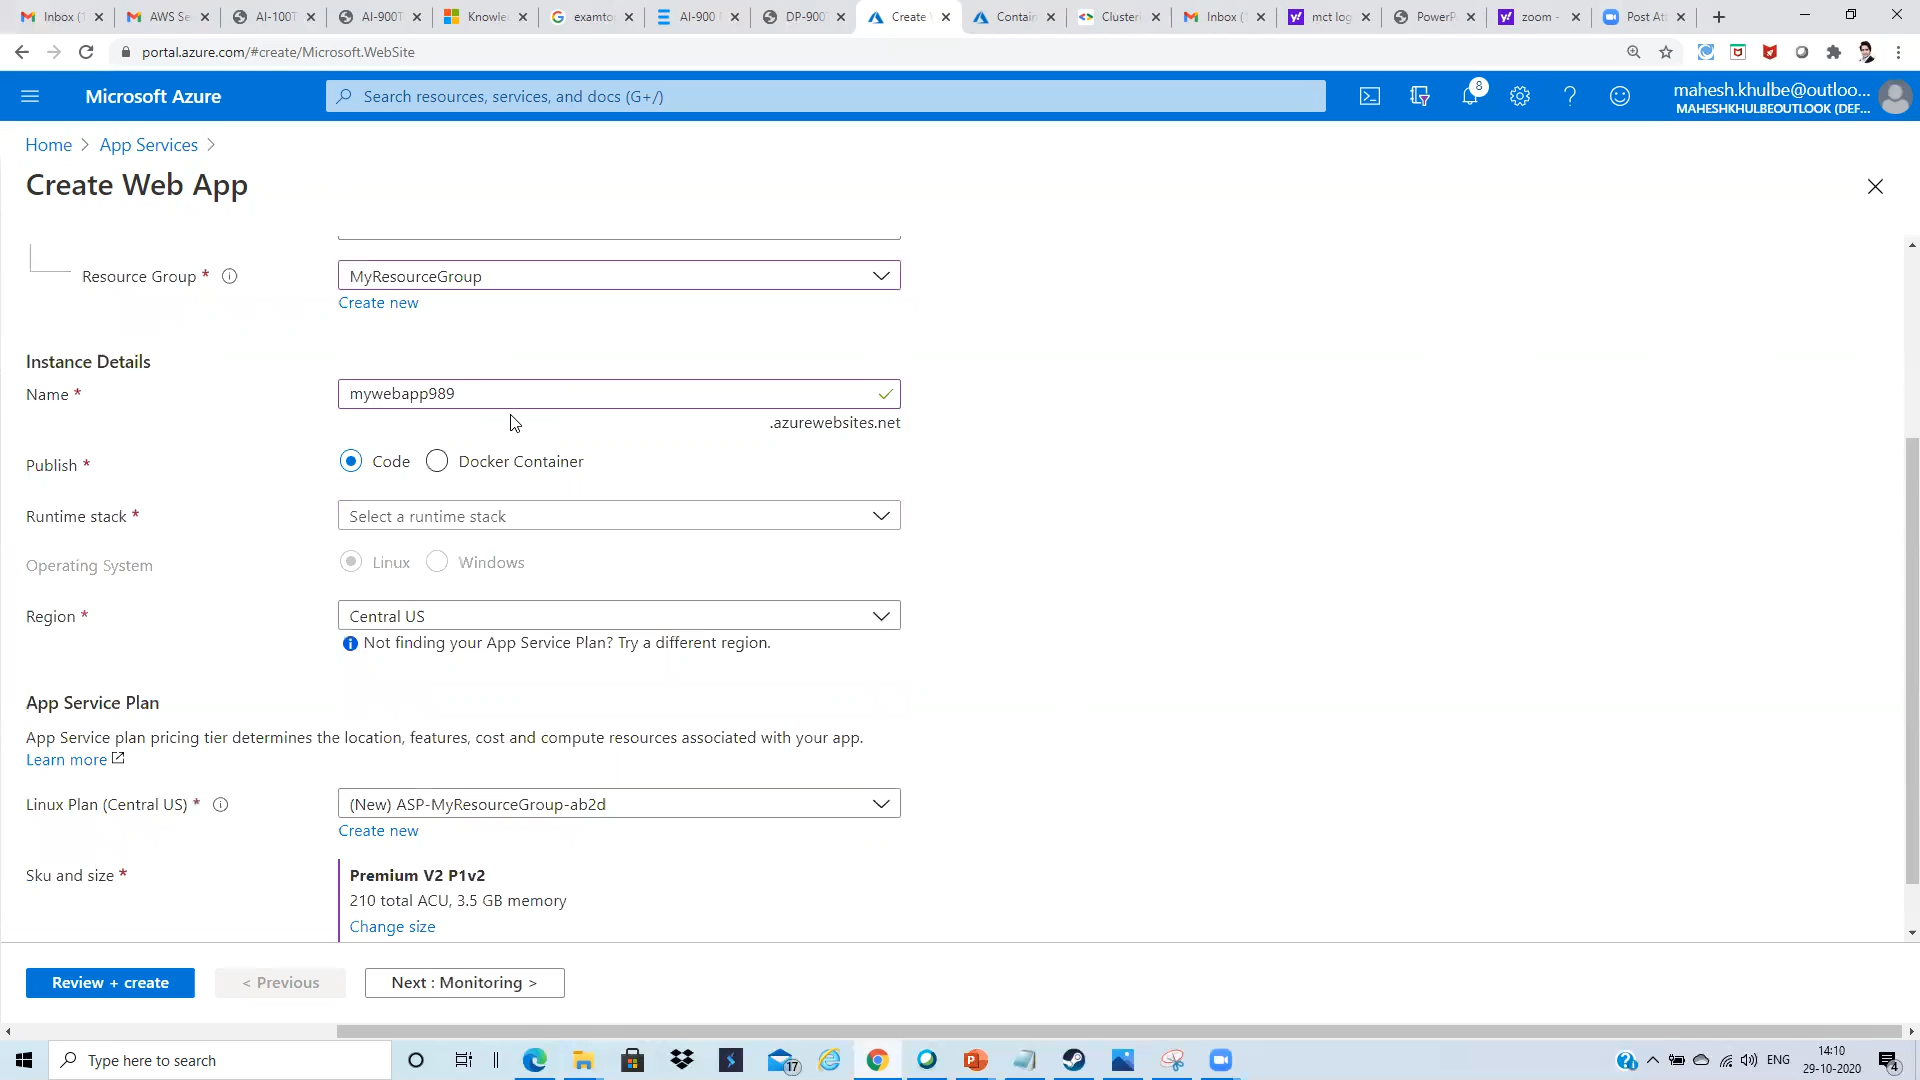 Inbox (1
AWS Se
AI-100T
AI-900T
Knowle
examto
AI-900
DP-900
Create
Contain
Clusteri
Inbox (
mct log
PowerP
zoom -
Post Att
portal.azure.com/#create/Microsoft.WebSite
Microsoft Azure
Search resources, services, and docs (G+/)
8
mahesh.khulbe@outloo...
MAHESHKHULBEOUTLOOK (DEF...
Home > App Services >
Create Web App
Resource Group *
MyResourceGroup
Create new
Instance Details
Name *
mywebapp989
.azurewebsites.net
Publish *
Code
Docker Container
Runtime stack *
Select a runtime stack
Operating System
Linux
Windows
Region *
Central US
Not finding your App Service Plan? Try a different region.
App Service Plan
App Service plan pricing tier determines the location, features, cost and compute resources associated with your app.
Learn more
Linux Plan (Central US) *
(New) ASP-MyResourceGroup-ab2d
Create new
Sku and size *
Premium V2 P1v2
210 total ACU, 3.5 GB memory
Change size
Review + create
< Previous
Next : Monitoring >
Type here to search
17
ENG
14:10
29-10-2020
4